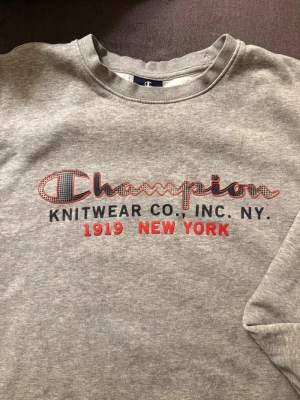 Champion
KNITWEAR CO., INC. NY.
1919 NEW YORK